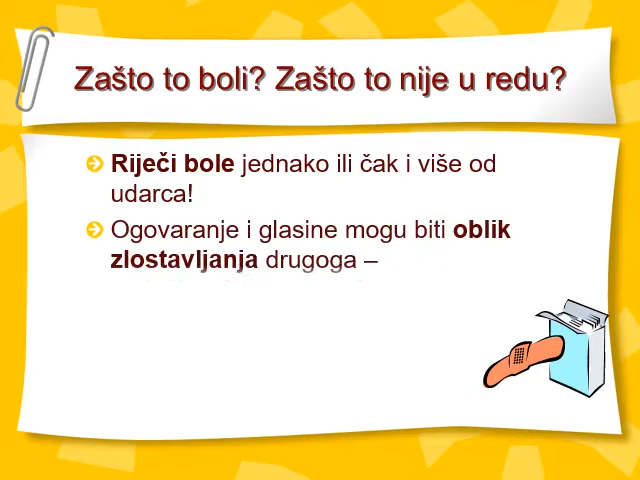 Zašto to boli? Zašto to nije u redu?
Riječi bole jednako ili čak i više od
udarca!
Ogovaranje i glasine mogu biti oblik
zlostavljanja drugoga –